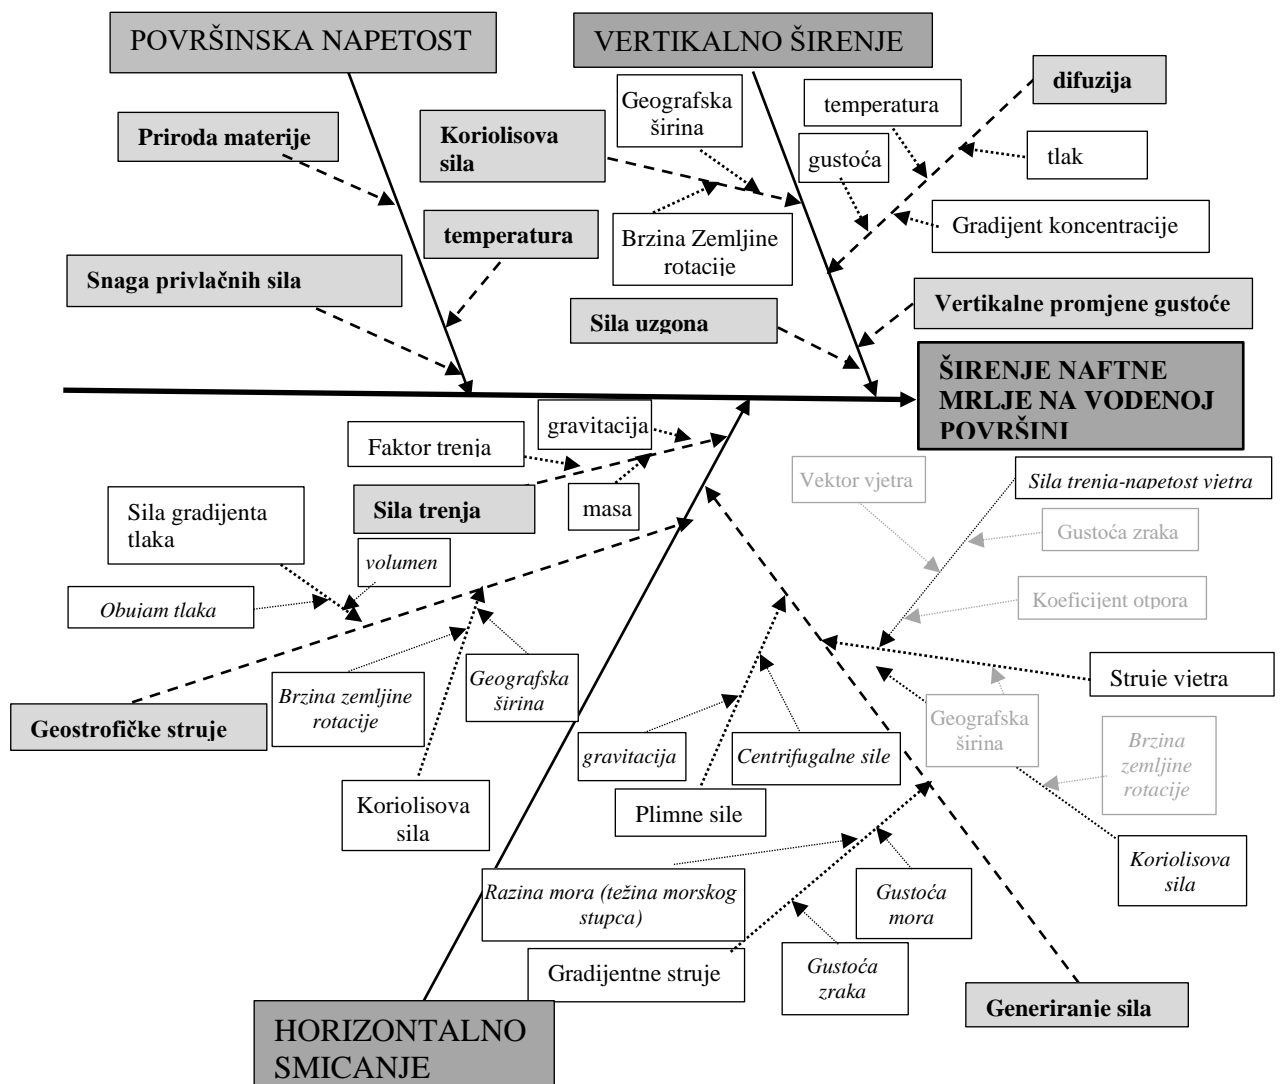 POVRŠINSKA NAPETOST
VERTIKALNO ŠIRENJE
difuzija
Geografska
širina
temperatura
Priroda materije
Koriolisova
sila
gustoća
tlak
temperatura
Brzina Zemljine
rotacije
Gradijent koncentracije
Snaga privlačnih sila
Sila uzgona
Vertikalne promjene gustoće
ŠIRENJE NAFTNE
MRLJE NA VODENOJ
POVRŠINI
gravitacija
Faktor trenja
Sila trenja
masa
Vektor vjetra
Sila trenja-napetost vjetra
Gustoća zraka
Sila gradijenta
tlaka
volumen
Obujam tlaka
Koeficijent otpora
Struje vjetra
Brzina zemljine
rotacije
Geografska
širina
Geostrofičke struje
gravitacija
Centrifugalne sile
Geografska
širina
Brzina
zemljine
rotacije
Koriolisova
sila
Plimne sile
Koriolisova
sila
Razina mora (težina morskog
stupca)
Gustoća
mora
Gradijentne struje
Gustoća
zraka
Generiranje sila
HORIZONTALNO
SMICANJE